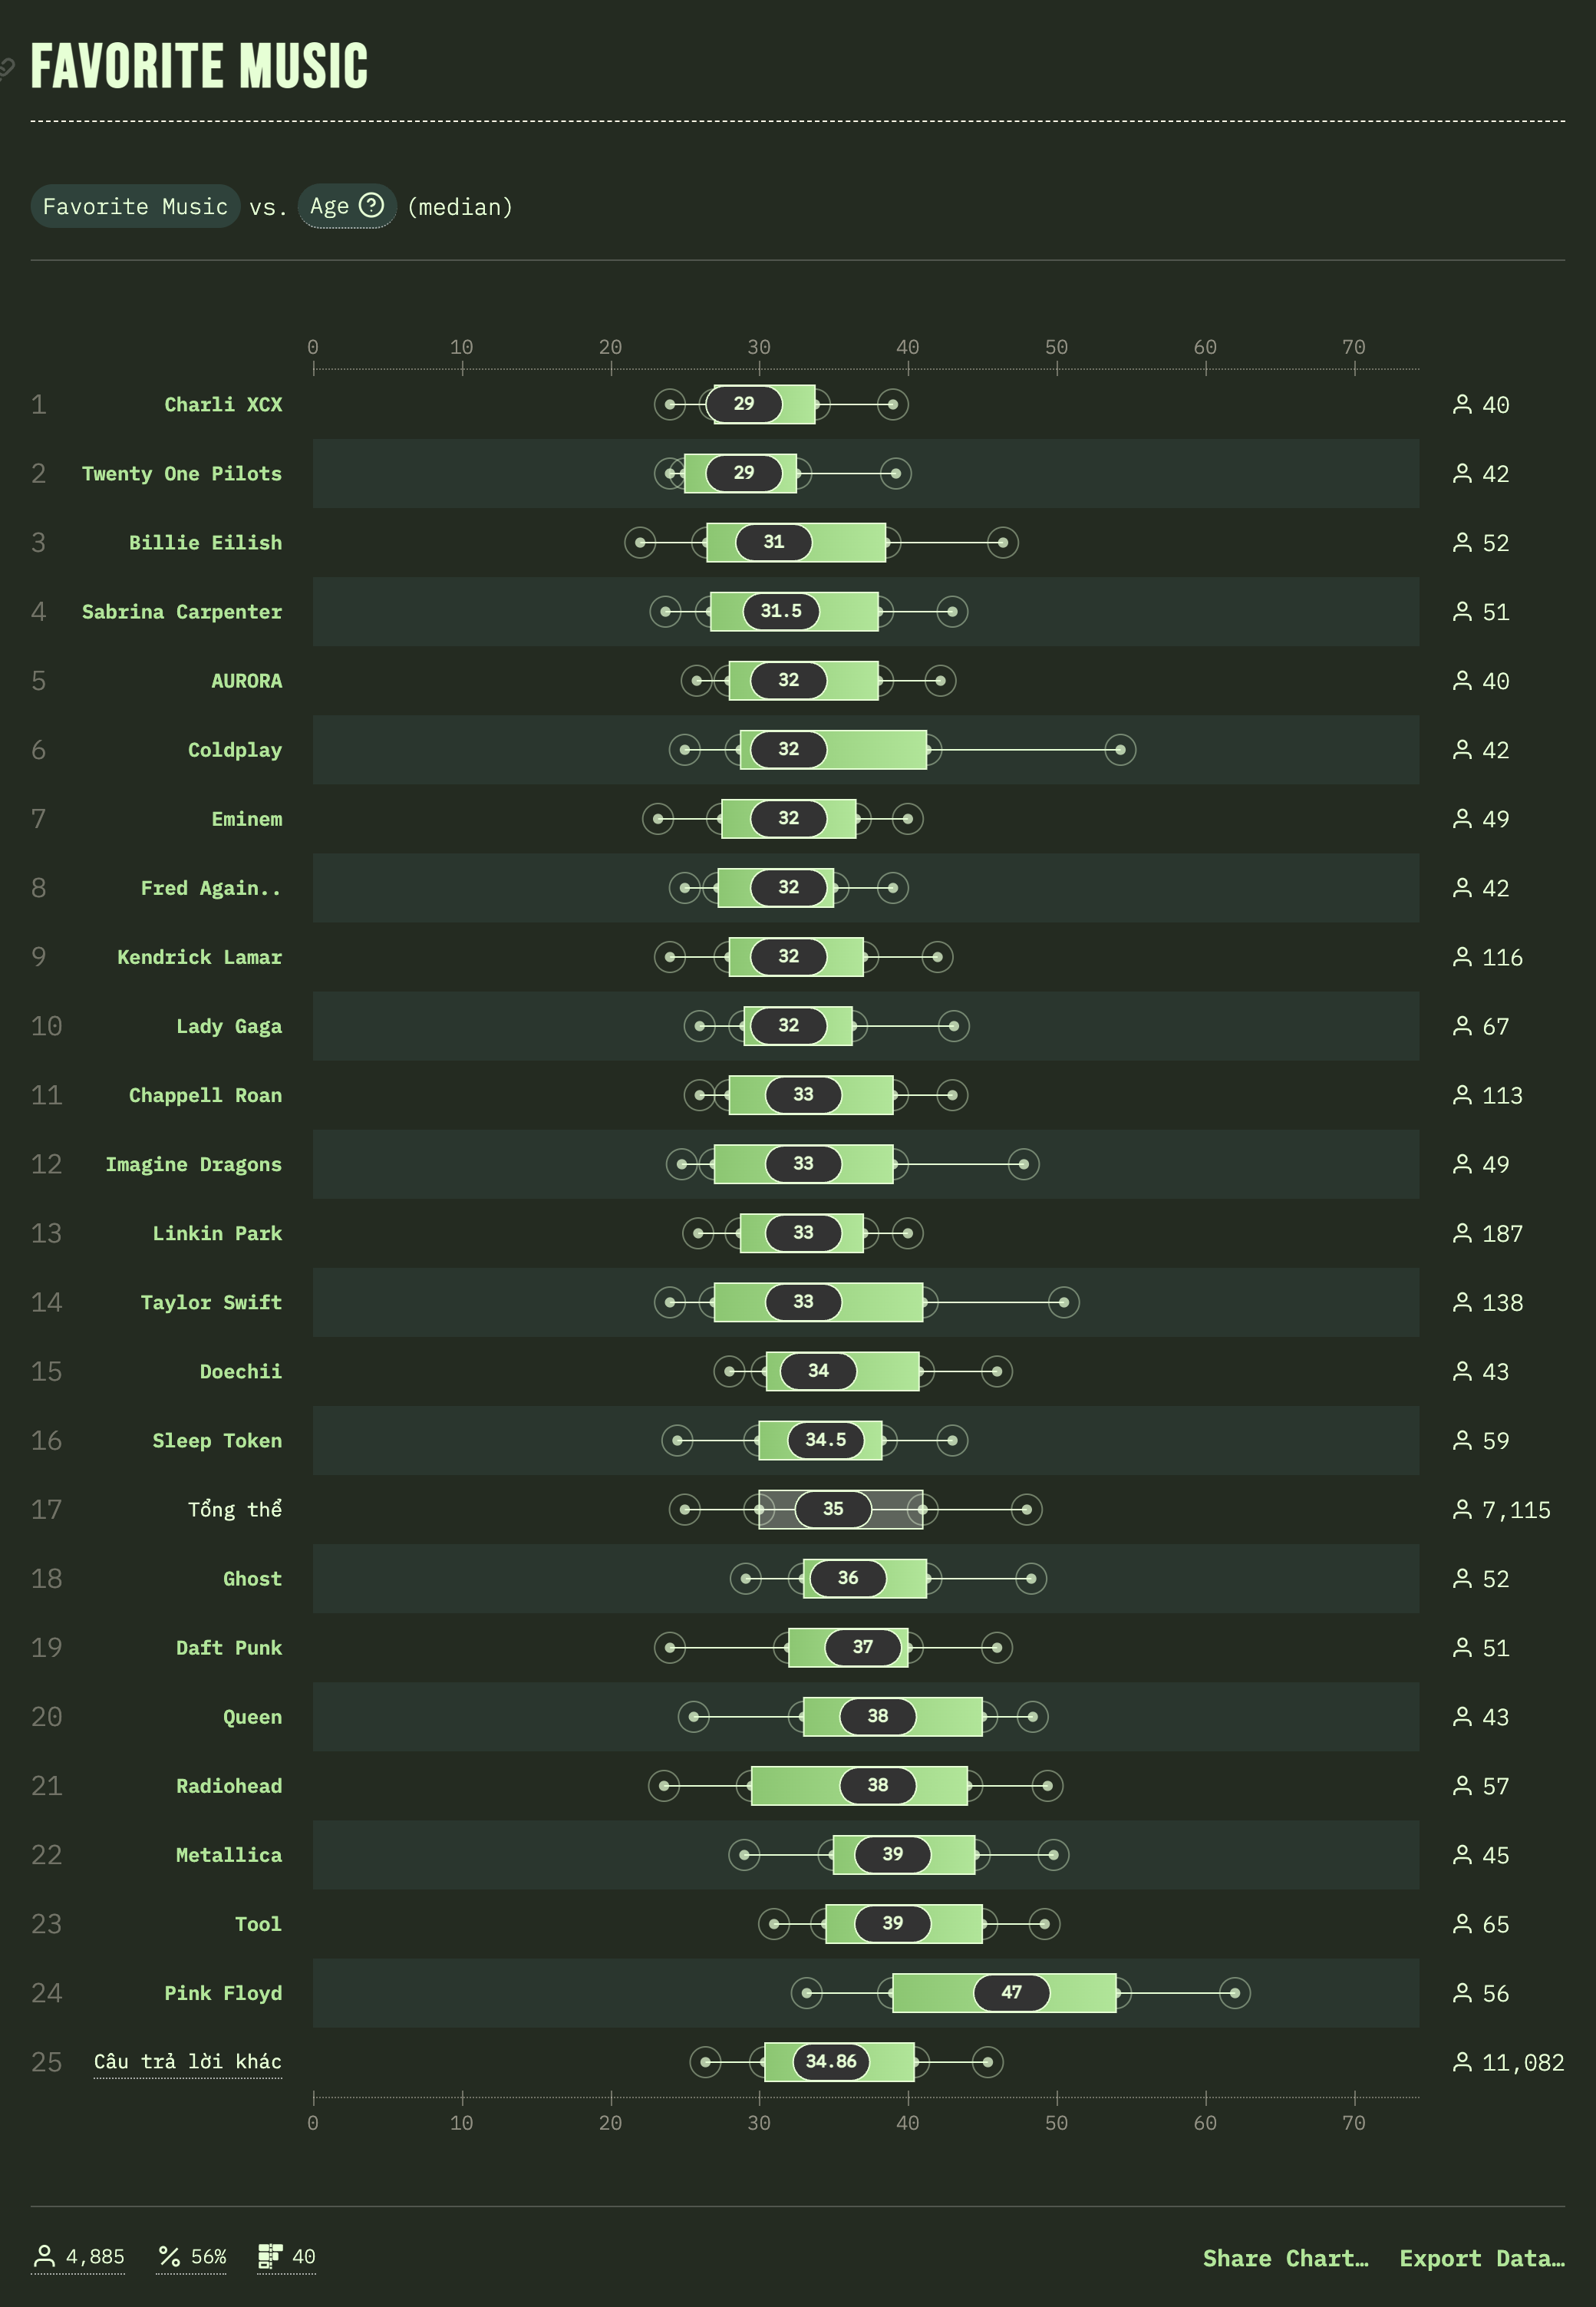 FAVORITE MUSIC
Favorite Music vs. Age (median)
0 10 20 30 40 50 60 70
1 Charli XCX 29 40
2 Twenty One Pilots 29 42
3 Billie Eilish 31 52
4 Sabrina Carpenter 31.5 51
5 AURORA 32 40
6 Coldplay 32 42
7 Eminem 32 49
8 Fred Again.. 32 42
9 Kendrick Lamar 32 116
10 Lady Gaga 32 67
11 Chappell Roan 33 113
12 Imagine Dragons 33 49
13 Linkin Park 33 187
14 Taylor Swift 33 138
15 Doechii 34 43
16 Sleep Token 34.5 59
17 Tổng thể 35 7,115
18 Ghost 36 52
19 Daft Punk 37 51
20 Queen 38 43
21 Radiohead 38 57
22 Metallica 39 45
23 Tool 39 65
24 Pink Floyd 47 56
25 Câu trả lời khác 34.86 11,082
0 10 20 30 40 50 60 70
4,885 56% 40 Share Chart… Export Data…